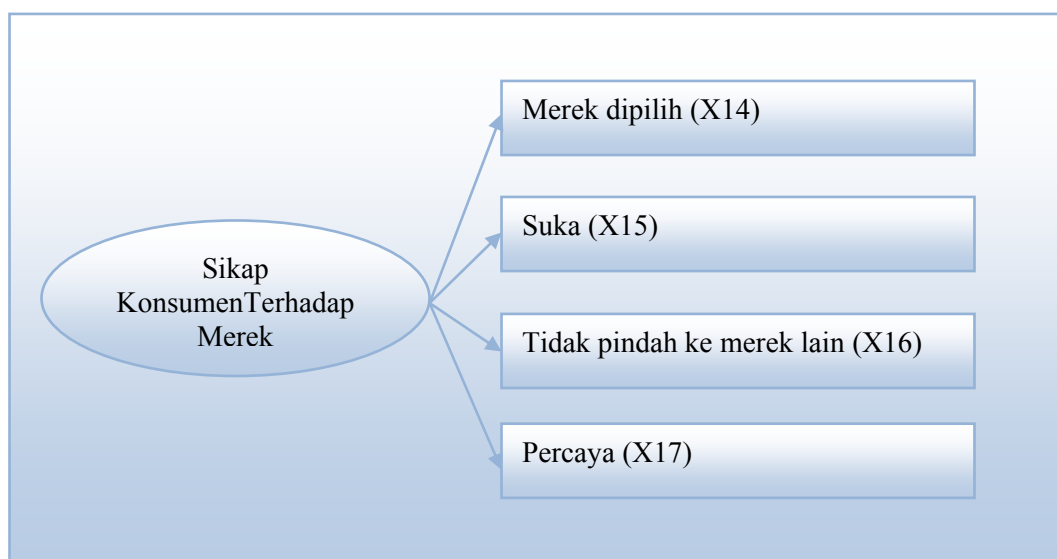 Merek dipilih (X14)
Suka (X15)
Sikap
KonsumenTerhadap
Merek
Tidak pindah ke merek lain (X16)
Percaya (X17)